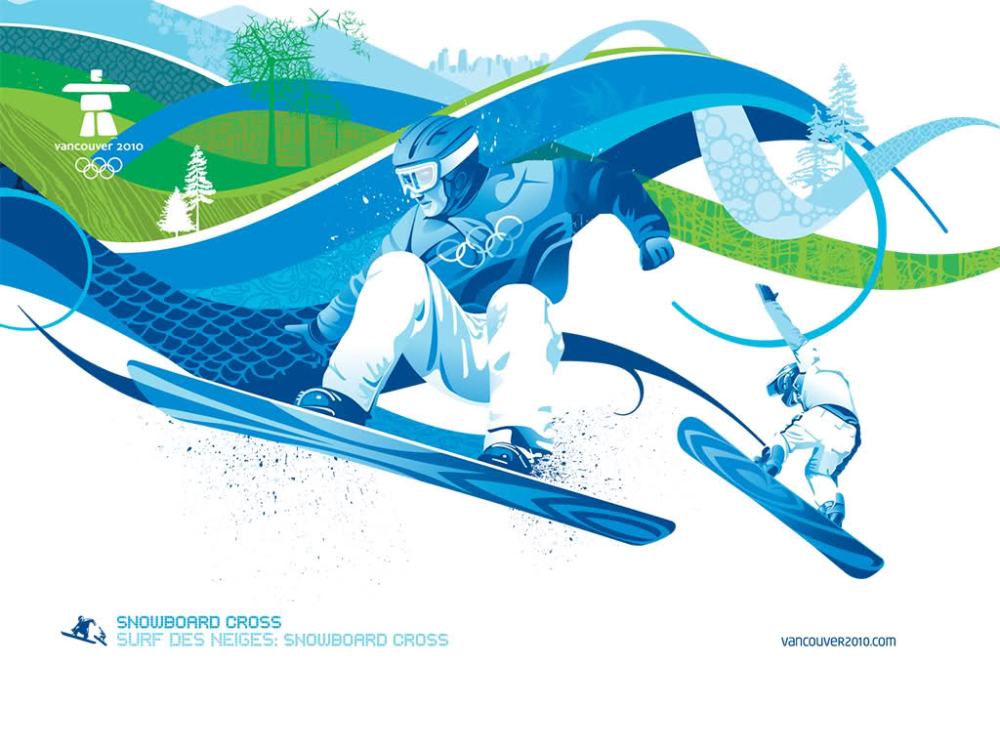 vancouver 2010
SNOWBOARD CROSS
SURF DES NEIGES: SNOWBOARD CROSS
vancouver2010.com